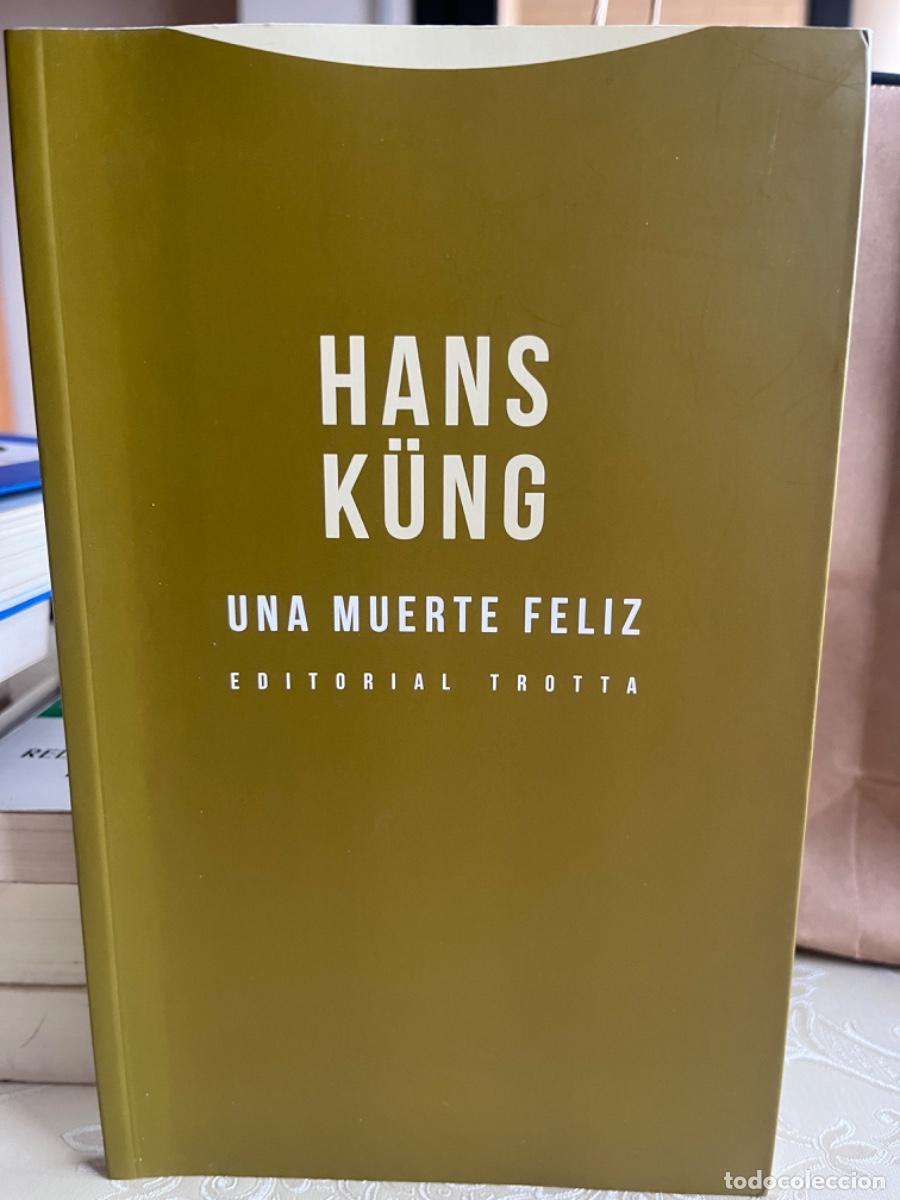 HANS
KÜNG
UNA MUERTE FELIZ
EDITORIAL TROTTA
todocoleccion